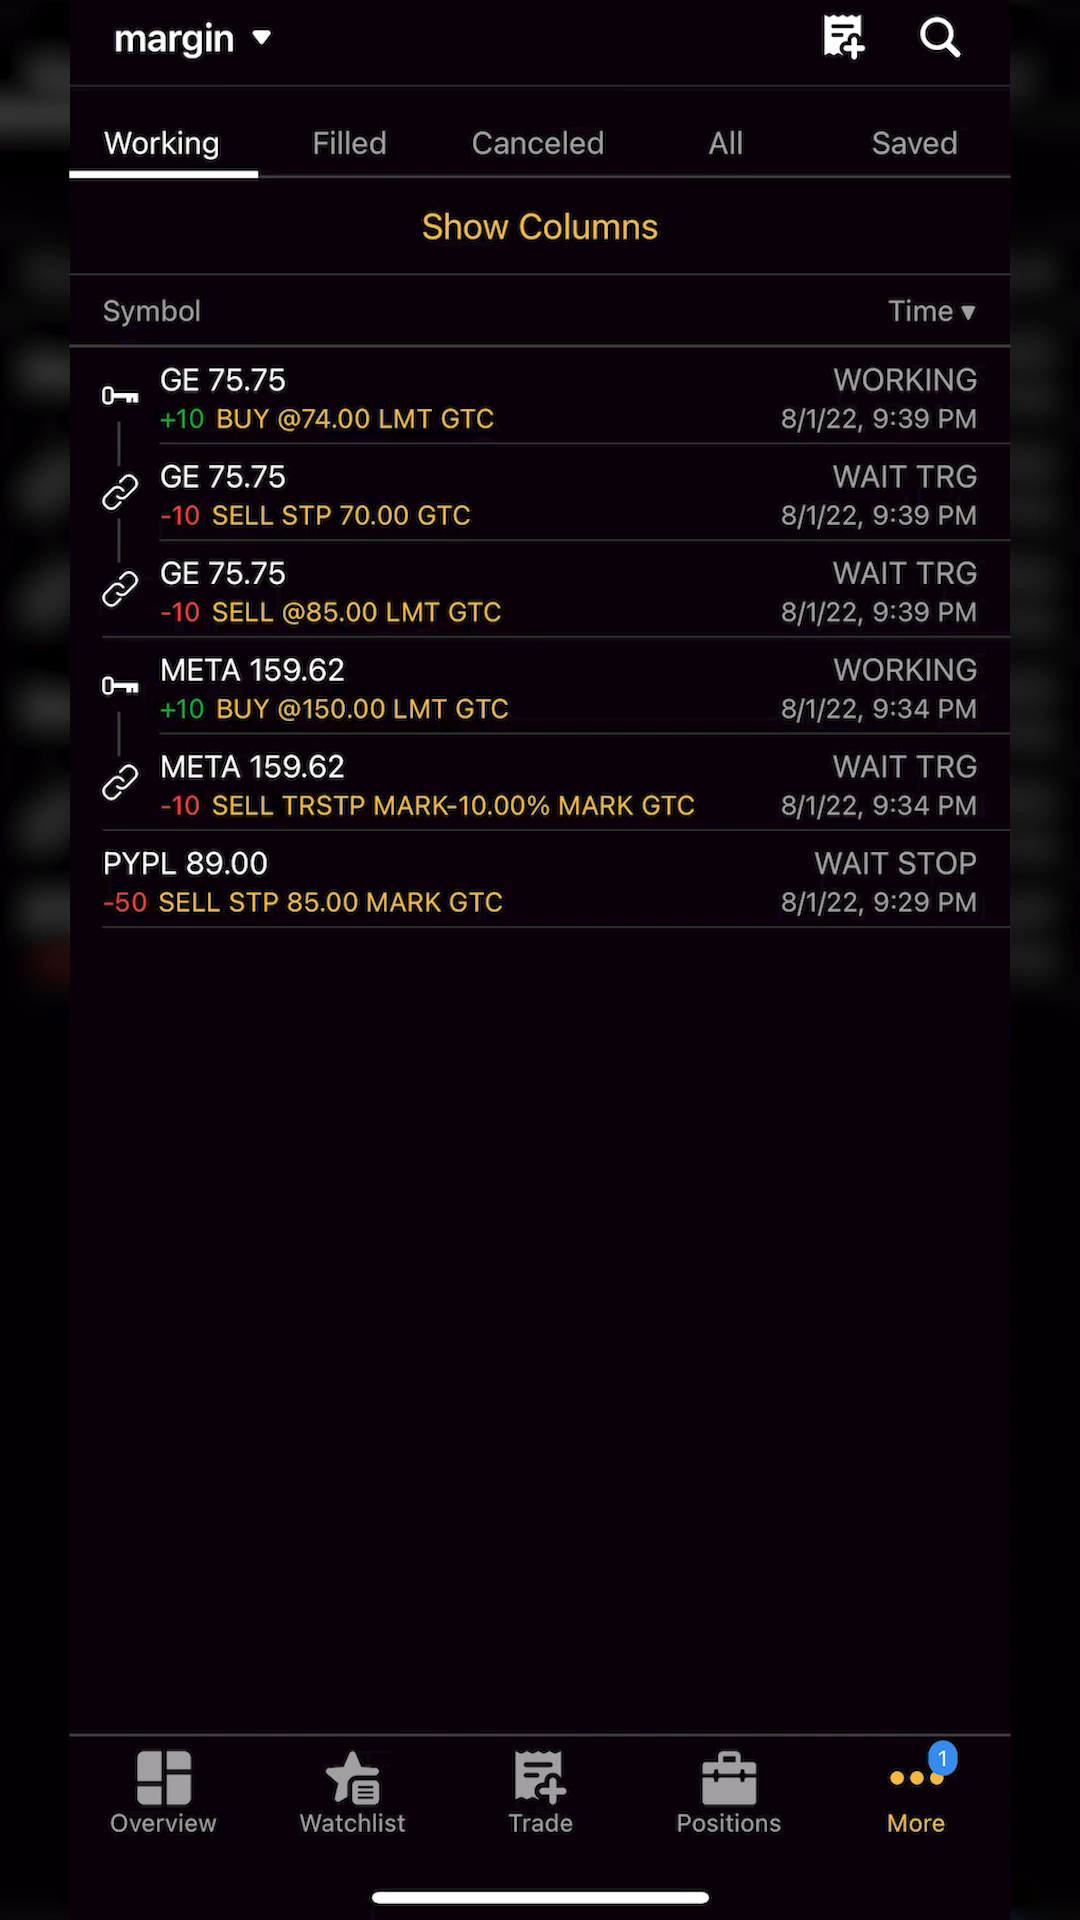 margin ▼
Working Filled Canceled All Saved
Show Columns
Symbol Time ▼
GE 75.75 WORKING
+10 BUY @74.00 LMT GTC 8/1/22, 9:39 PM
GE 75.75 WAIT TRG
-10 SELL STP 70.00 GTC 8/1/22, 9:39 PM
GE 75.75 WAIT TRG
-10 SELL @85.00 LMT GTC 8/1/22, 9:39 PM
META 159.62 WORKING
+10 BUY @150.00 LMT GTC 8/1/22, 9:34 PM
META 159.62 WAIT TRG
-10 SELL TRSTP MARK-10.00% MARK GTC 8/1/22, 9:34 PM
PYPL 89.00 WAIT STOP
-50 SELL STP 85.00 MARK GTC 8/1/22, 9:29 PM
1
Overview Watchlist Trade Positions More